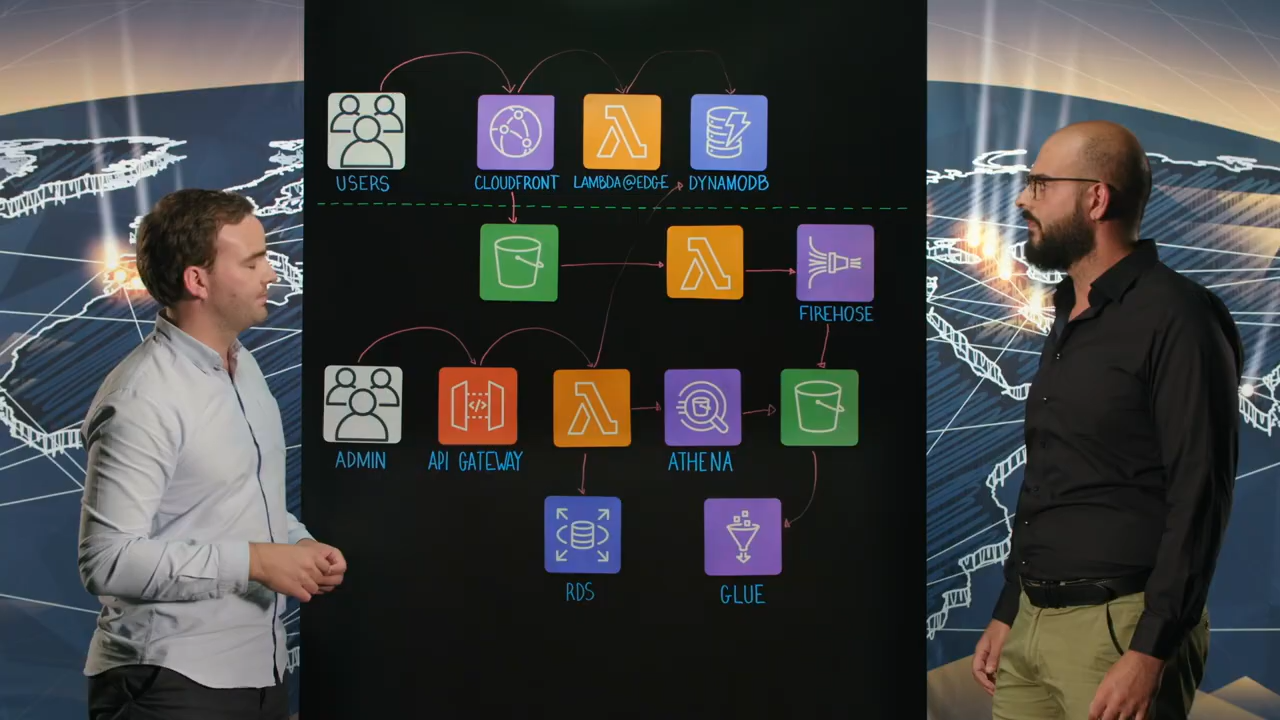 USERS
CLOUDFRONT
LAMBDA@EDGE
DYNAMODB
FIREHOSE
ADMIN
API GATEWAY
ATHENA
RDS
GLUE